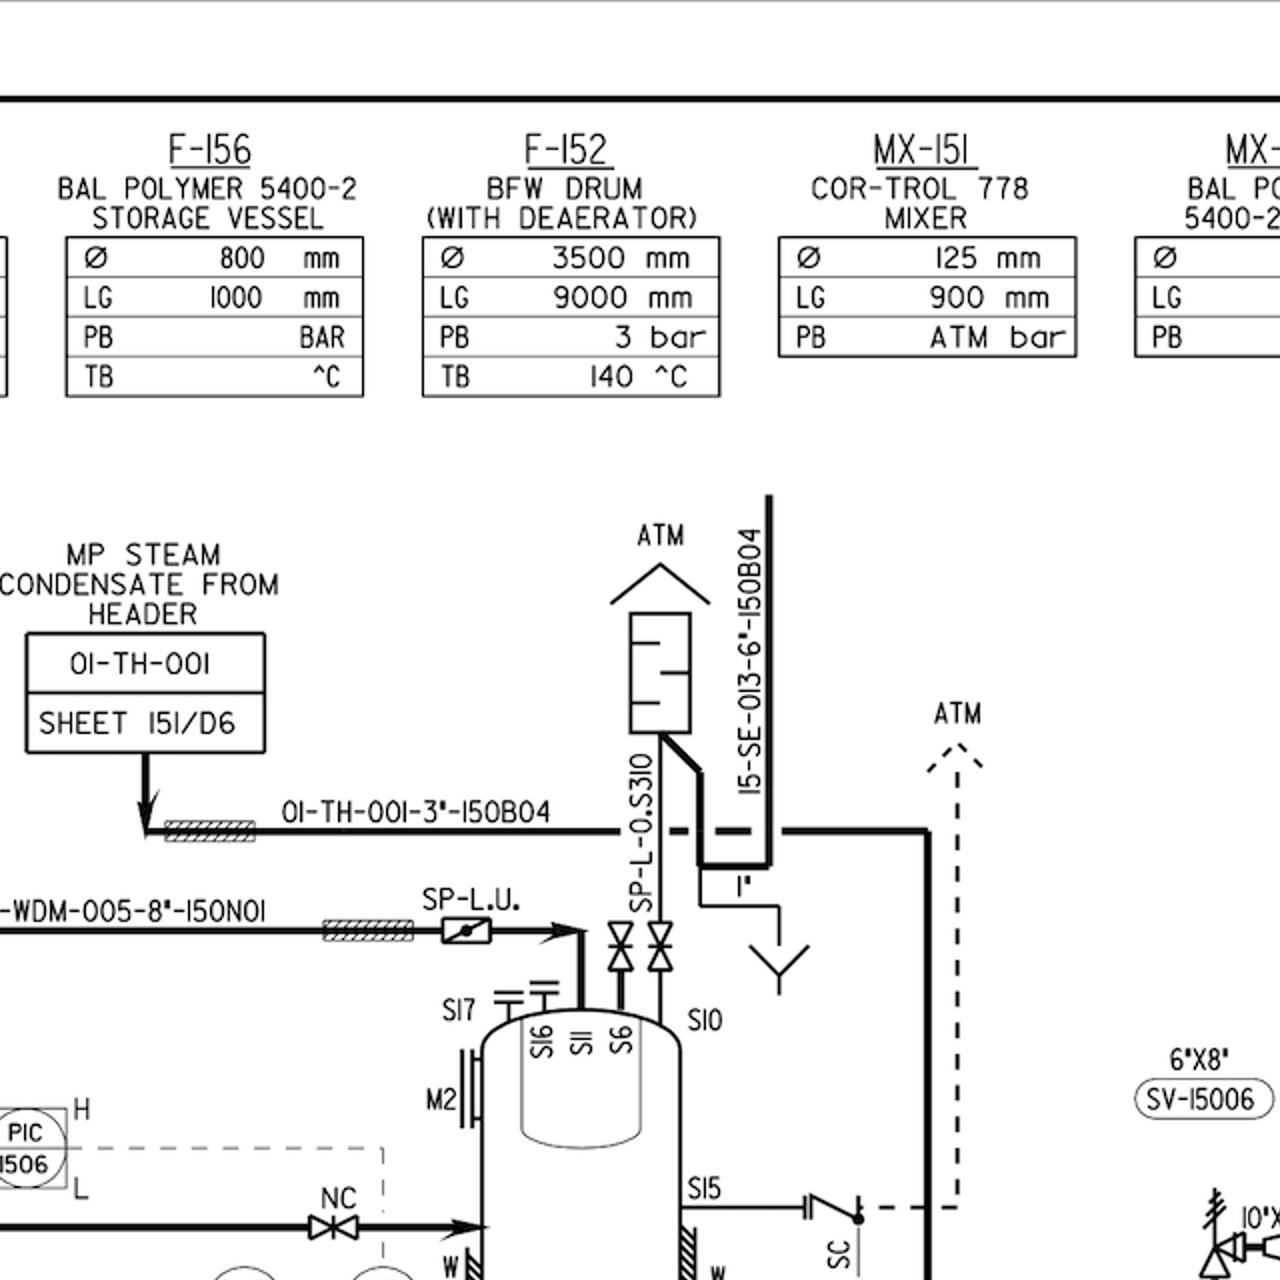 F-156
BAL POLYMER 5400-2
STORAGE VESSEL
Ø 800 mm
LG 1000 mm
PB BAR
TB ^C
F-152
BFW DRUM
(WITH DEAERATOR)
Ø 3500 mm
LG 9000 mm
PB 3 bar
TB 140 ^C
MX-151
COR-TROL 778
MIXER
Ø 125 mm
LG 900 mm
PB ATM bar
MX-
BAL PO
5400-2
Ø
LG
PB
MP STEAM
CONDENSATE FROM
HEADER
01-TH-001
SHEET 151/D6
ATM
15-SE-013-6"-150B04
ATM
01-TH-001-3"-150B04
SP-L-0.S310
1"
-WDM-005-8"-150N01
SP-L.U.
S17
S16
S11
S6
S10
M2
6"X8"
SV-15006
H
PIC
1506
L
NC
S15
SC
10"X
W
W